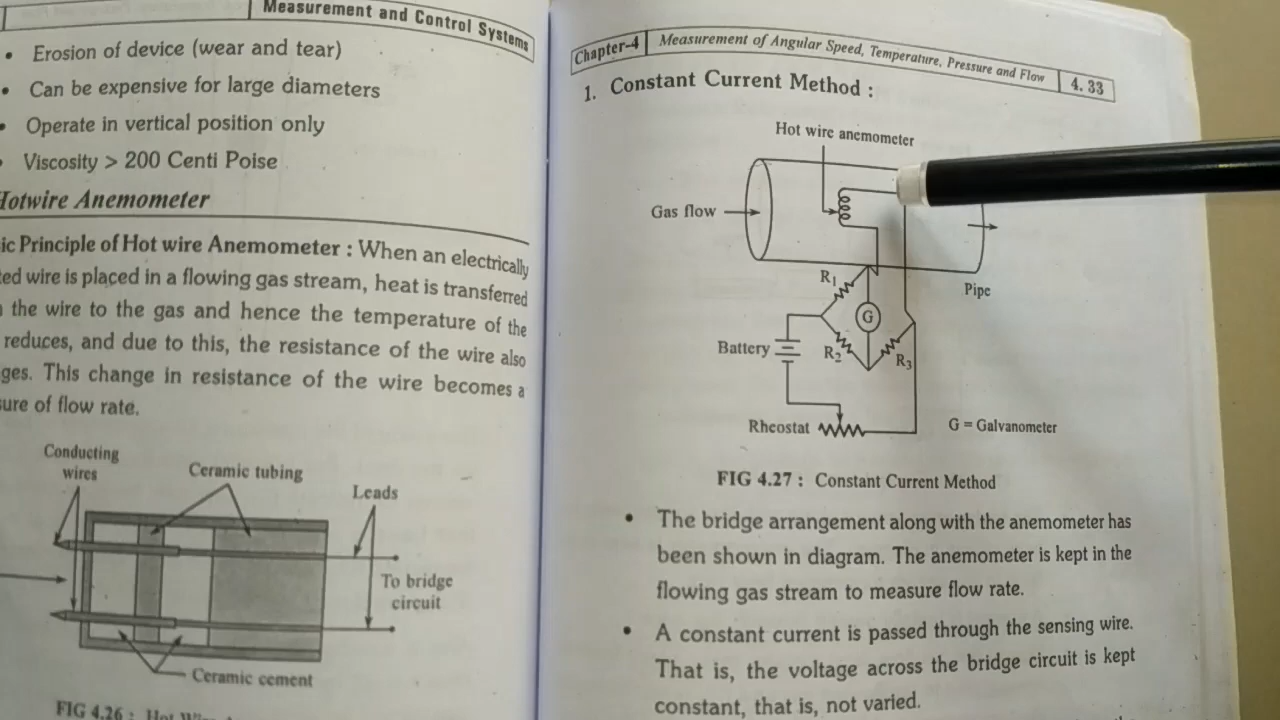 Measurement and Control Systems
• Erosion of device (wear and tear)
• Can be expensive for large diameters
• Operate in vertical position only
• Viscosity > 200 Centi Poise
Hotwire Anemometer
ic Principle of Hot wire Anemometer : When an electrically
ted wire is placed in a flowing gas stream, heat is transferred
the wire to the gas and hence the temperature of the
reduces, and due to this, the resistance of the wire also
ges. This change in resistance of the wire becomes a
sure of flow rate.
Conducting
wires
Ceramic tubing
Leads
To bridge
circuit
Ceramic cement
FIG 4.26 : Hot
Chapter-4 Measurement of Angular Speed, Temperature, Pressure and Flow 4. 33
1. Constant Current Method :
Hot wire anemometer
Gas flow
Pipe
R1
G
Battery
R2
R3
Rheostat
G = Galvanometer
FIG 4.27 : Constant Current Method
• The bridge arrangement along with the anemometer has
been shown in diagram. The anemometer is kept in the
flowing gas stream to measure flow rate.
• A constant current is passed through the sensing wire.
That is, the voltage across the bridge circuit is kept
constant, that is, not varied.